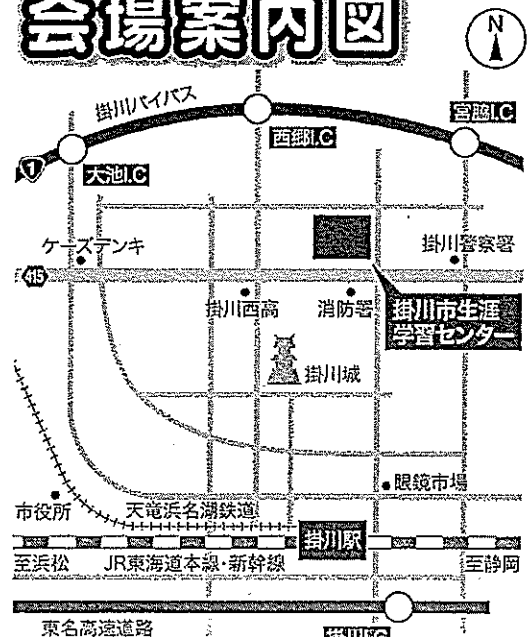 会場案内図
N
掛川バイパス
宮脇I.C
西郷I.C
1
大池I.C
ケーズデンキ
掛川警察署
415
掛川西高
消防署
掛川市生涯
学習センター
掛川城
眼鏡市場
市役所
天竜浜名湖鉄道
掛川駅
至浜松
JR東海道本線・新幹線
至静岡
東名高速道路
掛川I.C